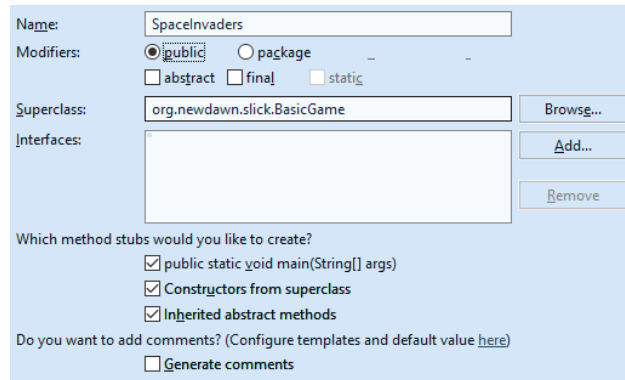 Name: SpaceInvaders
Modifiers: public package
abstract final static
Superclass: org.newdawn.slick.BasicGame Browse...
Interfaces: Add...
Remove
Which method stubs would you like to create?
public static void main(String[] args)
Constructors from superclass
Inherited abstract methods
Do you want to add comments? (Configure templates and default value here)
Generate comments